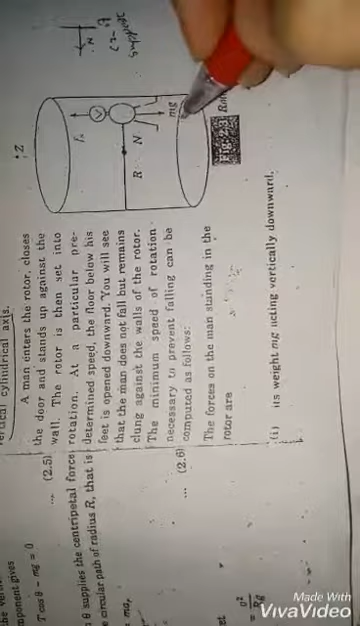 vertical cylindrical axis.
A man enters the rotor, closes
the door and stands up against the
wall. The rotor is then set into
rotation. At a particular pre-
determined speed, the floor below his
feet is opened downward. You will see
that the man does not fall but remains
clung against the walls of the rotor.
The minimum speed of rotation
necessary to prevent falling can be
computed as follows:
The forces on the man standing in the
rotor are
(i) its weight mg acting vertically downward.
Z
R
N
mg
Fig. 2.3
T cos θ − mg = 0
... (2.5)
θ supplies the centripetal force
, that is
circular path of radius R,
... (2.6)
Made With
VivaVideo